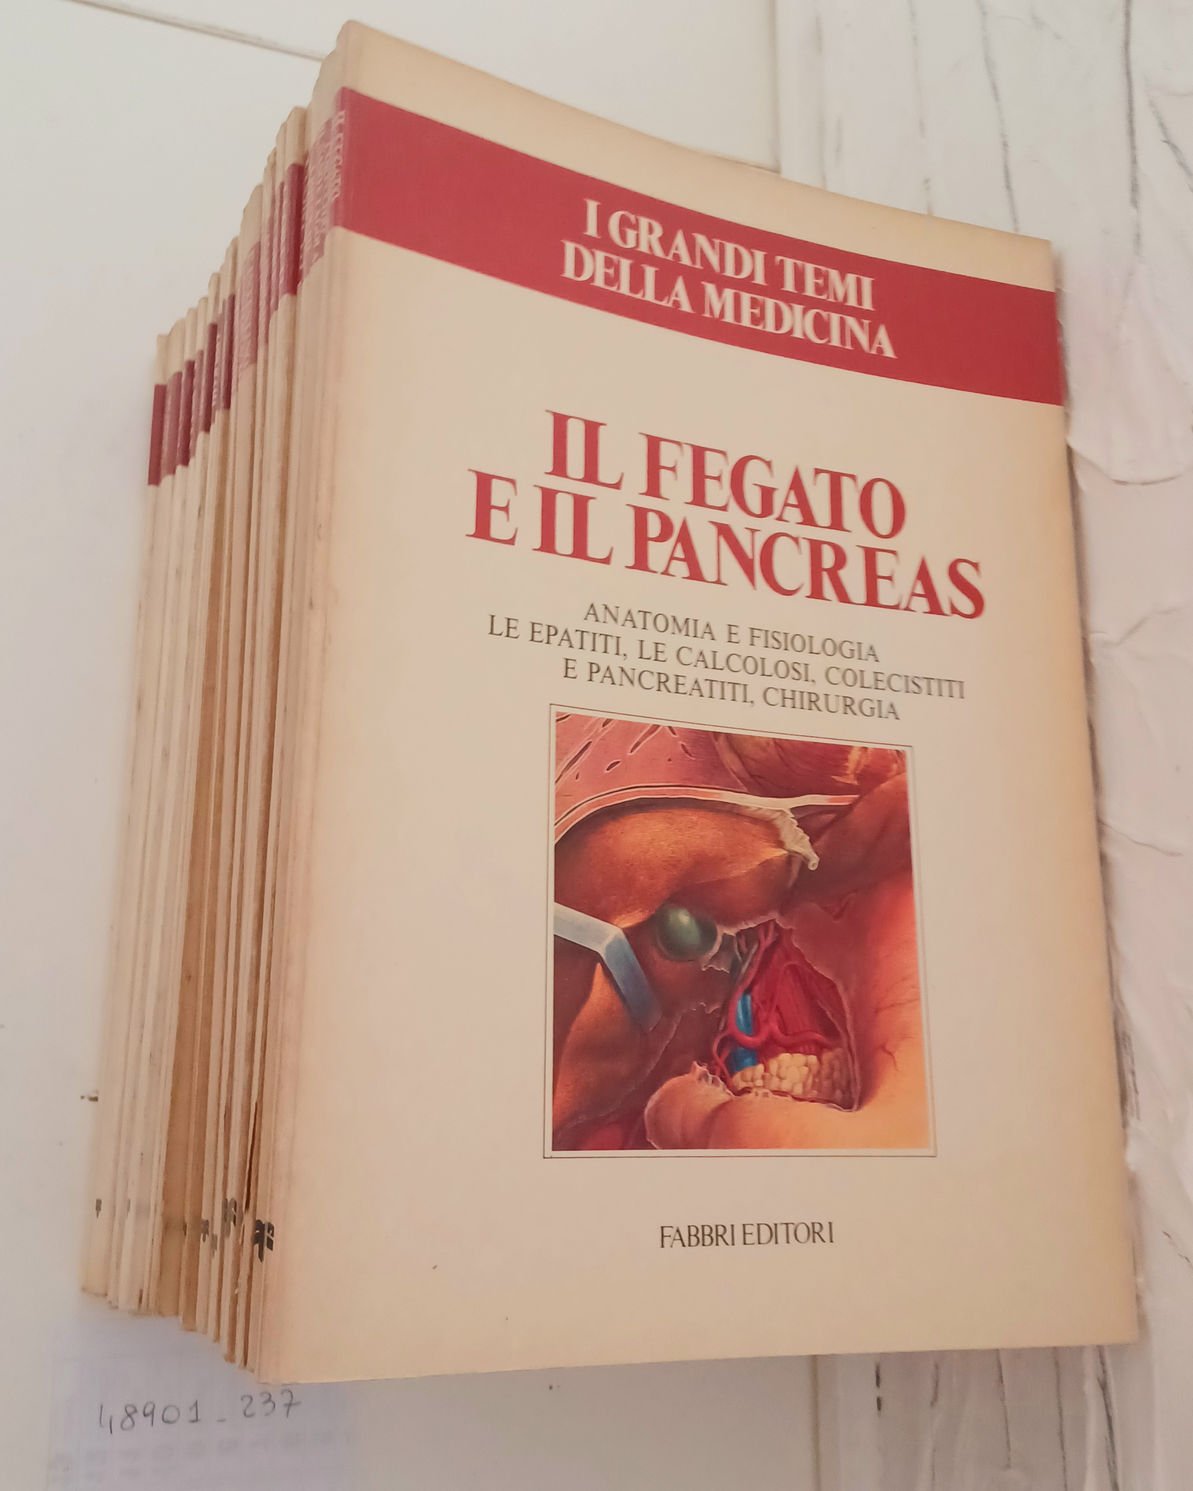 I GRANDI TEMI
DELLA MEDICINA
IL FEGATO
E IL PANCREAS
ANATOMIA E FISIOLOGIA
LE EPATITI, LE CALCOLOSI, COLECISTITI
E PANCREATITI, CHIRURGIA
FABBRI EDITORI
48901_237